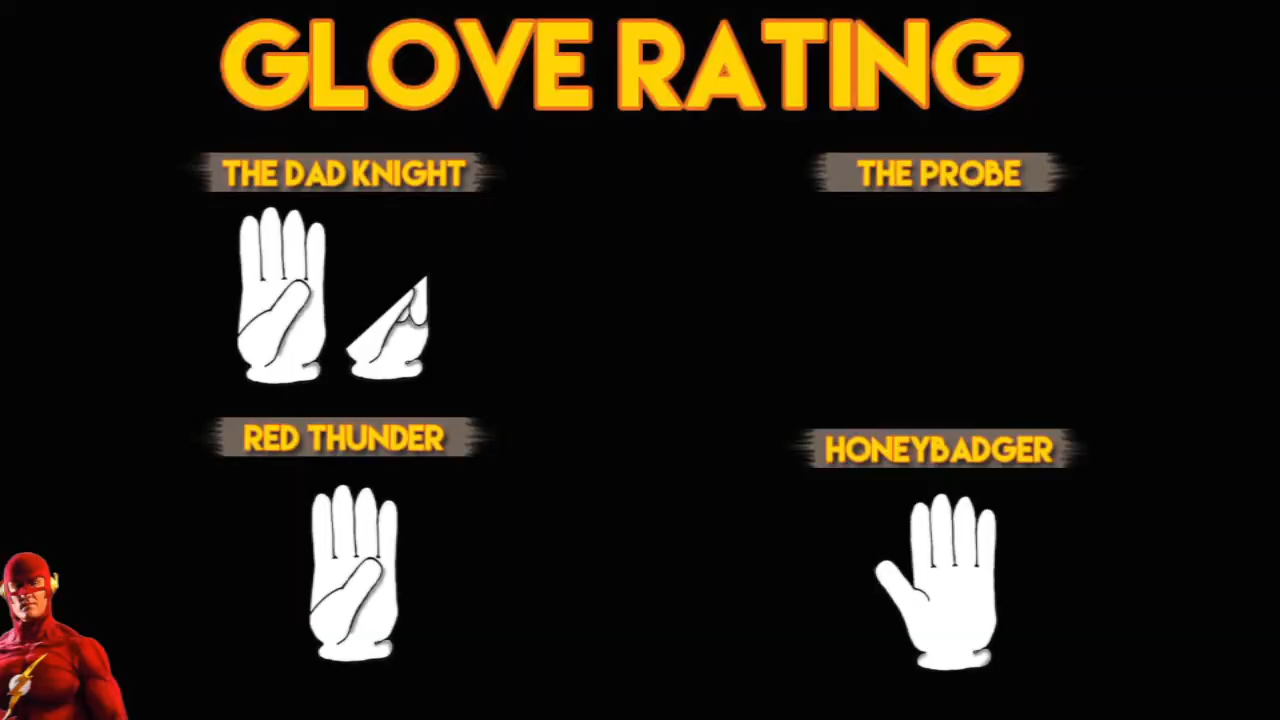 GLOVE RATING
THE DAD KNIGHT
THE PROBE
RED THUNDER
HONEYBADGER